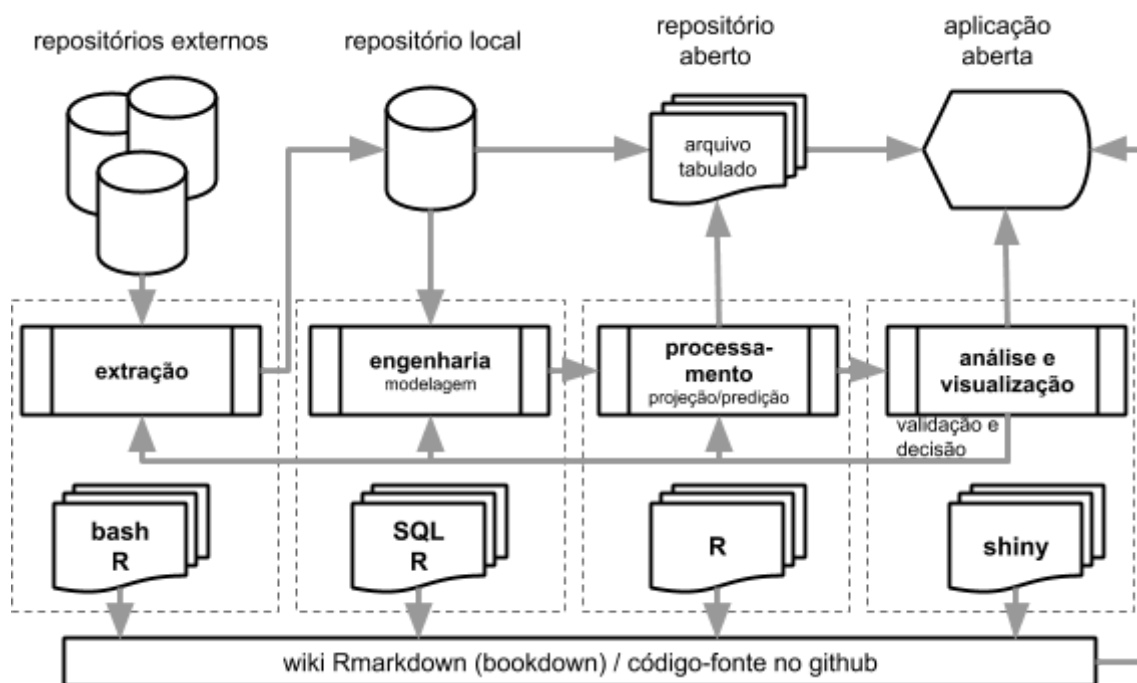 repositórios externos
repositório local
repositório
aberto
aplicação
aberta
arquivo
tabulado
extração
engenharia
modelagem
processa-
mento
projeção/predição
análise e
visualização
validação e
decisão
bash
R
SQL
R
R
shiny
wiki Rmarkdown (bookdown) / código-fonte no github